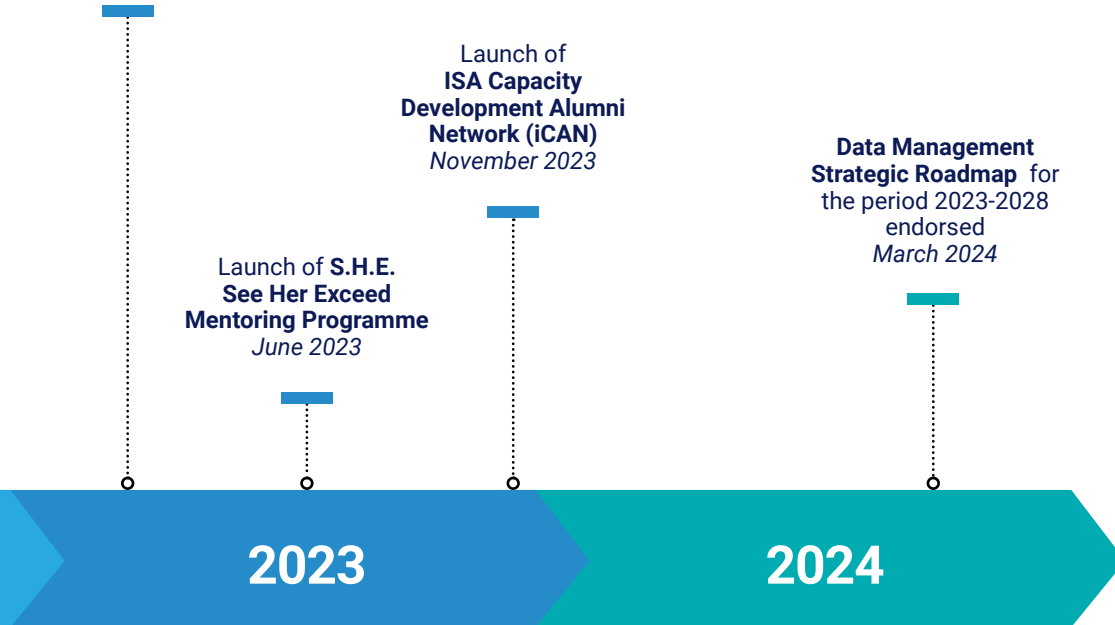 Launch of
ISA Capacity
Development Alumni
Network (iCAN)
November 2023
Data Management
Strategic Roadmap for
the period 2023-2028
endorsed
March 2024
Launch of S.H.E.
See Her Exceed
Mentoring Programme
June 2023
2023
2024